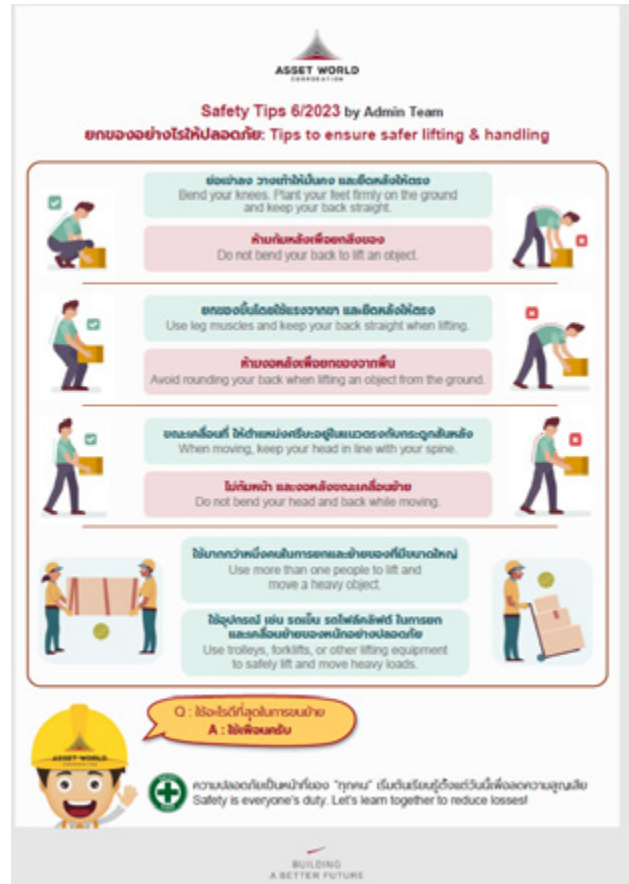 ASSET WORLD
CORPORATION
Safety Tips 6/2023 by Admin Team
ยกของอย่างไรให้ปลอดภัย: Tips to ensure safer lifting & handling
ย่อเข่าลง วางเท้าให้มั่นคง และยืดหลังให้ตรง
Bend your knees. Plant your feet firmly on the ground
and keep your back straight.
ห้ามก้มหลังเพื่อยกสิ่งของ
Do not bend your back to lift an object.
ยกของขึ้นโดยใช้แรงจากขา และยืดหลังให้ตรง
Use leg muscles and keep your back straight when lifting.
ห้ามงอหลังเพื่อยกของจากพื้น
Avoid rounding your back when lifting an object from the ground.
ขณะเคลื่อนที่ ให้ตำแหน่งศีรษะอยู่ในแนวตรงกับกระดูกสันหลัง
When moving, keep your head in line with your spine.
ไม่ก้มหน้า และงอหลังขณะเคลื่อนย้าย
Do not bend your head and back while moving.
ใช้มากกว่าหนึ่งคนในการยกและย้ายของที่มีขนาดใหญ่
Use more than one people to lift and
move a heavy object.
ใช้อุปกรณ์ เช่น รถเข็น รถโฟล์คลิฟต์ ในการยก
และเคลื่อนย้ายของหนักอย่างปลอดภัย
Use trolleys, forklifts, or other lifting equipment
to safely lift and move heavy loads.
Q : ใช้อะไรดีที่สุดในการขนย้าย
A : ใช้เพื่อนครับ
ASSET WORLD
ความปลอดภัยเป็นหน้าที่ของ "ทุกคน" เริ่มต้นเรียนรู้ตั้งแต่วันนี้เพื่อลดความสูญเสีย
Safety is everyone's duty. Let's learn together to reduce losses!
BUILDING
A BETTER FUTURE